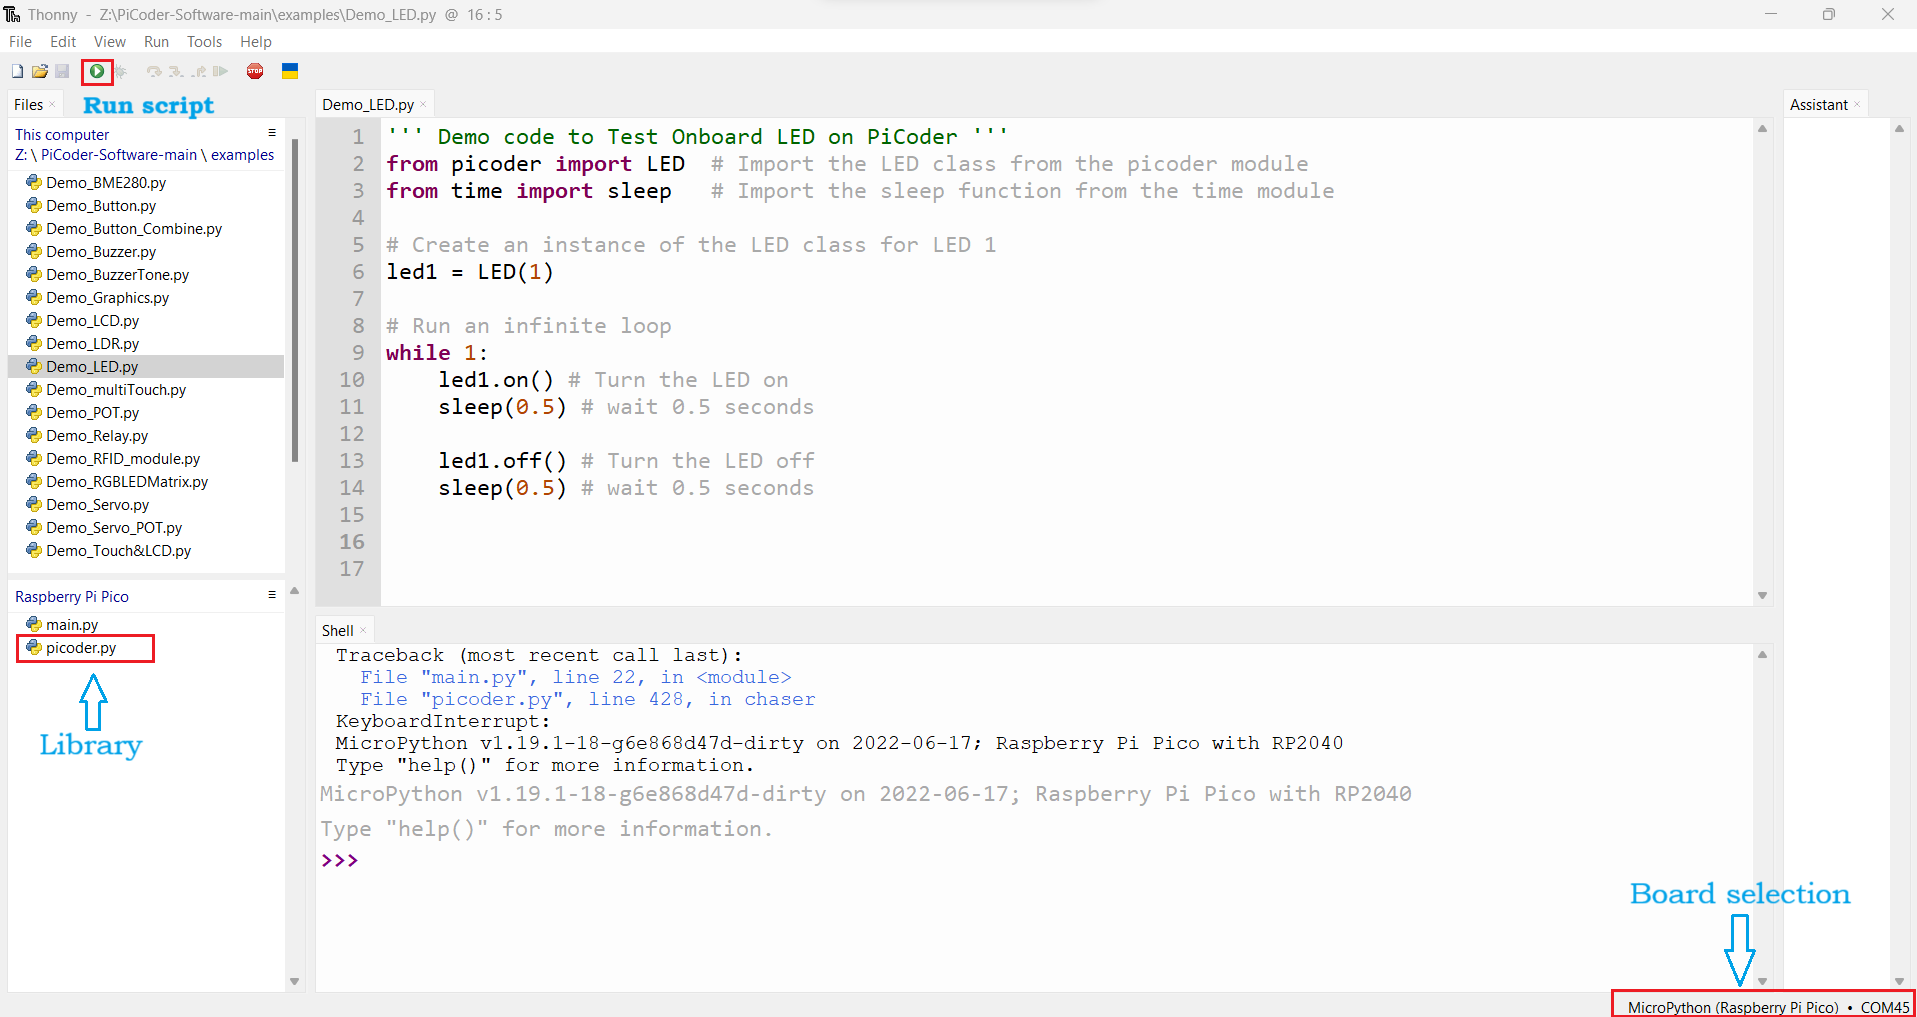 Thonny - Z:\PiCoder-Software-main\examples\Demo_LED.py @ 16 : 5
File Edit View Run Tools Help
STOP
Run script
Files ×
This computer ≡
Z: \ PiCoder-Software-main \ examples
Demo_BME280.py
Demo_Button.py
Demo_Button_Combine.py
Demo_Buzzer.py
Demo_BuzzerTone.py
Demo_Graphics.py
Demo_LCD.py
Demo_LDR.py
Demo_LED.py
Demo_multiTouch.py
Demo_POT.py
Demo_Relay.py
Demo_RFID_module.py
Demo_RGBLEDMatrix.py
Demo_Servo.py
Demo_Servo_POT.py
Demo_Touch&LCD.py
Raspberry Pi Pico ≡
main.py
picoder.py
Library
Demo_LED.py ×
1 ''' Demo code to Test Onboard LED on PiCoder '''
2 from picoder import LED  # Import the LED class from the picoder module
3 from time import sleep   # Import the sleep function from the time module
4
5 # Create an instance of the LED class for LED 1
6 led1 = LED(1)
7
8 # Run an infinite loop
9 while 1:
10     led1.on() # Turn the LED on
11     sleep(0.5) # wait 0.5 seconds
12
13     led1.off() # Turn the LED off
14     sleep(0.5) # wait 0.5 seconds
15
16
17
Shell ×
Traceback (most recent call last):
  File "main.py", line 22, in <module>
  File "picoder.py", line 428, in chaser
KeyboardInterrupt:
MicroPython v1.19.1-18-g6e868d47d-dirty on 2022-06-17; Raspberry Pi Pico with RP2040
Type "help()" for more information.
MicroPython v1.19.1-18-g6e868d47d-dirty on 2022-06-17; Raspberry Pi Pico with RP2040
Type "help()" for more information.
>>>
Assistant ×
Board selection
MicroPython (Raspberry Pi Pico) • COM45